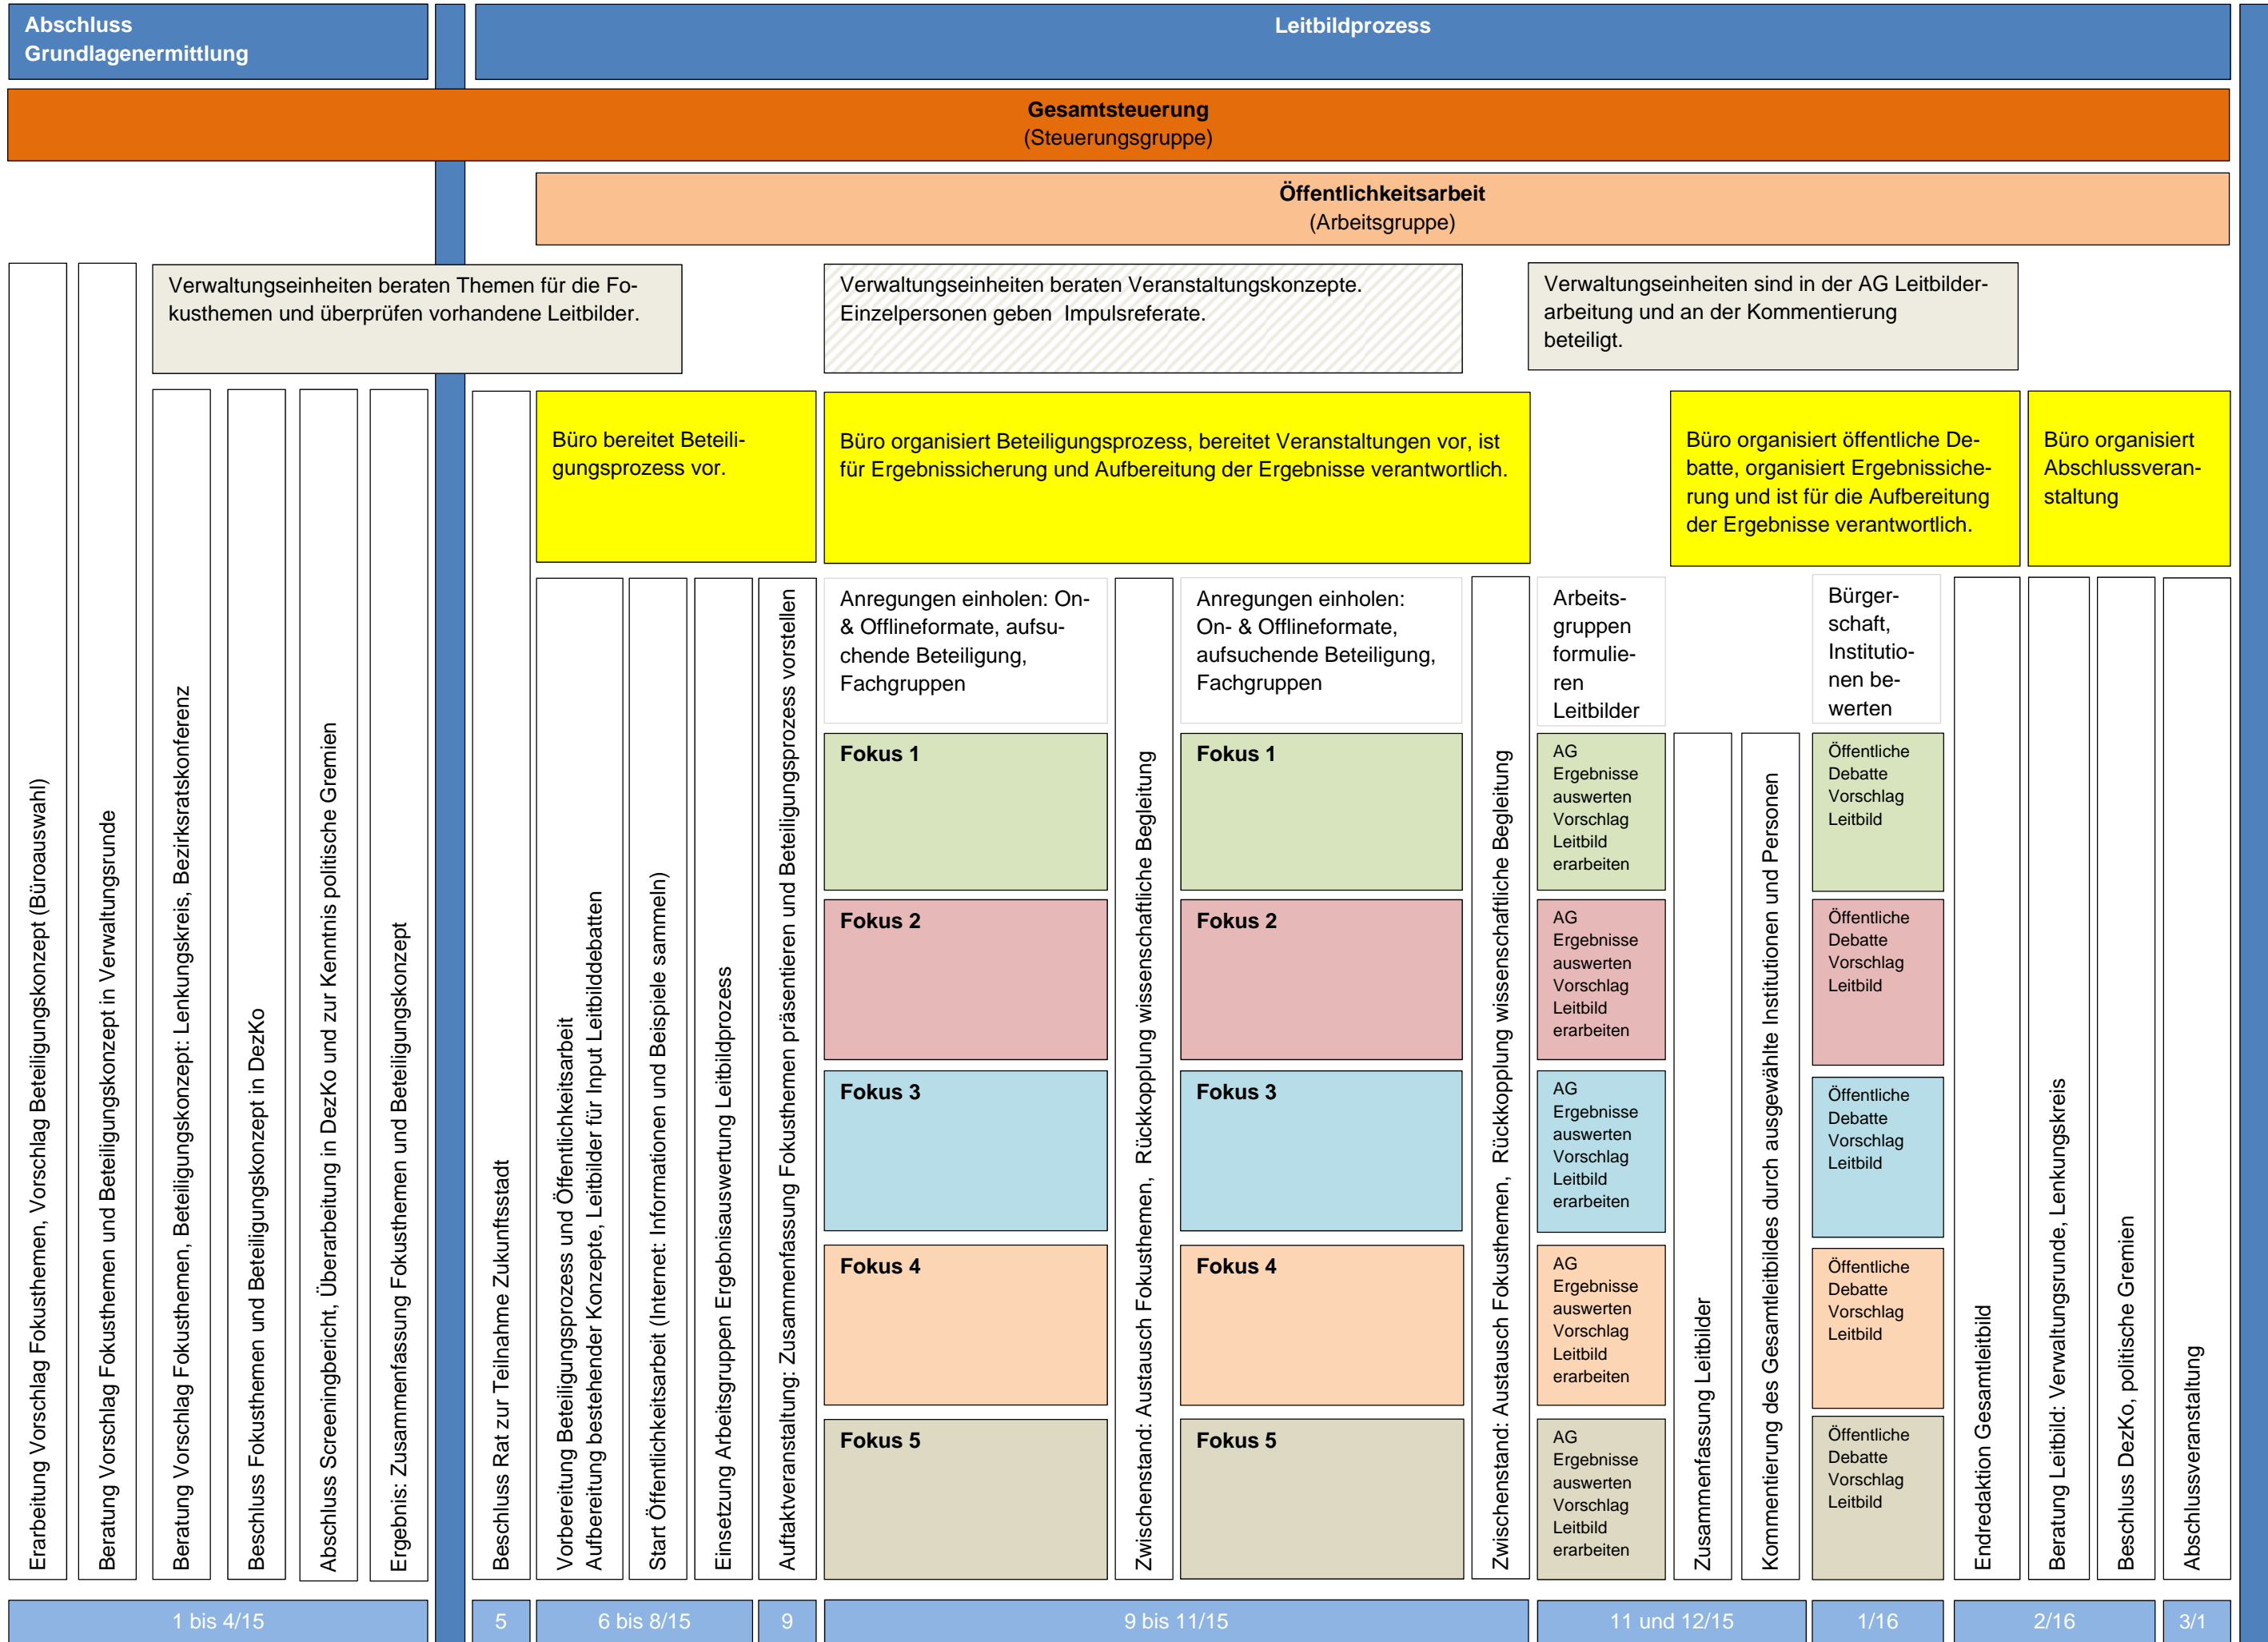 Abschluss
Grundlagenermittlung
Leitbildprozess
Gesamtsteuerung
(Steuerungsgruppe)
Öffentlichkeitsarbeit
(Arbeitsgruppe)
Verwaltungseinheiten beraten Themen für die Fo-
kusthemen und überprüfen vorhandene Leitbilder.
Verwaltungseinheiten beraten Veranstaltungskonzepte.
Einzelpersonen geben Impulsreferate.
Verwaltungseinheiten sind in der AG Leitbilder-
arbeitung und an der Kommentierung
beteiligt.
Büro bereitet Beteili-
gungsprozess vor.
Büro organisiert Beteiligungsprozess, bereitet Veranstaltungen vor, ist
für Ergebnissicherung und Aufbereitung der Ergebnisse verantwortlich.
Büro organisiert öffentliche De-
batte, organisiert Ergebnissiche-
rung und ist für die Aufbereitung
der Ergebnisse verantwortlich.
Büro organisiert
Abschlussveran-
staltung
Erarbeitung Vorschlag Fokusthemen, Vorschlag Beteiligungskonzept (Büroauswahl)
Beratung Vorschlag Fokusthemen und Beteiligungskonzept in Verwaltungsrunde
Beratung Vorschlag Fokusthemen, Beteiligungskonzept: Lenkungskreis, Bezirksratskonferenz
Beschluss Fokusthemen und Beteiligungskonzept in DezKo
Abschluss Screeningbericht, Überarbeitung in DezKo und zur Kenntnis politische Gremien
Ergebnis: Zusammenfassung Fokusthemen und Beteiligungskonzept
Beschluss Rat zur Teilnahme Zukunftsstadt
Vorbereitung Beteiligungsprozess und Öffentlichkeitsarbeit
Aufbereitung bestehender Konzepte, Leitbilder für Input Leitbilddebatten
Start Öffentlichkeitsarbeit (Internet: Informationen und Beispiele sammeln)
Einsetzung Arbeitsgruppen Ergebnisauswertung Leitbildprozess
Auftaktveranstaltung: Zusammenfassung Fokusthemen präsentieren und Beteiligungsprozess vorstellen
Anregungen einholen: On-
& Offlineformate, aufsu-
chende Beteiligung,
Fachgruppen
Fokus 1
Fokus 2
Fokus 3
Fokus 4
Fokus 5
Zwischenstand: Austausch Fokusthemen, Rückkopplung wissenschaftliche Begleitung
Anregungen einholen:
On- & Offlineformate,
aufsuchende Beteiligung,
Fachgruppen
Fokus 1
Fokus 2
Fokus 3
Fokus 4
Fokus 5
Zwischenstand: Austausch Fokusthemen, Rückkopplung wissenschaftliche Begleitung
Arbeits-
gruppen
formulie-
ren
Leitbilder
AG
Ergebnisse
auswerten
Vorschlag
Leitbild
erarbeiten
AG
Ergebnisse
auswerten
Vorschlag
Leitbild
erarbeiten
AG
Ergebnisse
auswerten
Vorschlag
Leitbild
erarbeiten
AG
Ergebnisse
auswerten
Vorschlag
Leitbild
erarbeiten
AG
Ergebnisse
auswerten
Vorschlag
Leitbild
erarbeiten
Zusammenfassung Leitbilder
Kommentierung des Gesamtleitbildes durch ausgewählte Institutionen und Personen
Bürger-
schaft,
Institutio-
nen be-
werten
Öffentliche
Debatte
Vorschlag
Leitbild
Öffentliche
Debatte
Vorschlag
Leitbild
Öffentliche
Debatte
Vorschlag
Leitbild
Öffentliche
Debatte
Vorschlag
Leitbild
Öffentliche
Debatte
Vorschlag
Leitbild
Endredaktion Gesamtleitbild
Beratung Leitbild: Verwaltungsrunde, Lenkungskreis
Beschluss DezKo, politische Gremien
Abschlussveranstaltung
1 bis 4/15
5
6 bis 8/15
9
9 bis 11/15
11 und 12/15
1/16
2/16
3/1